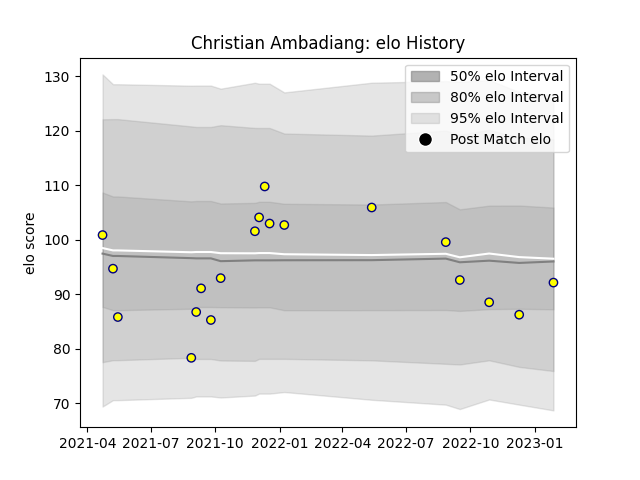 Christian Ambadiang: elo History
130
120
110
100
90
80
70
elo score
50% elo Interval
80% elo Interval
95% elo Interval
Post Match elo
2021-04 2021-07 2021-10 2022-01 2022-04 2022-07 2022-10 2023-01